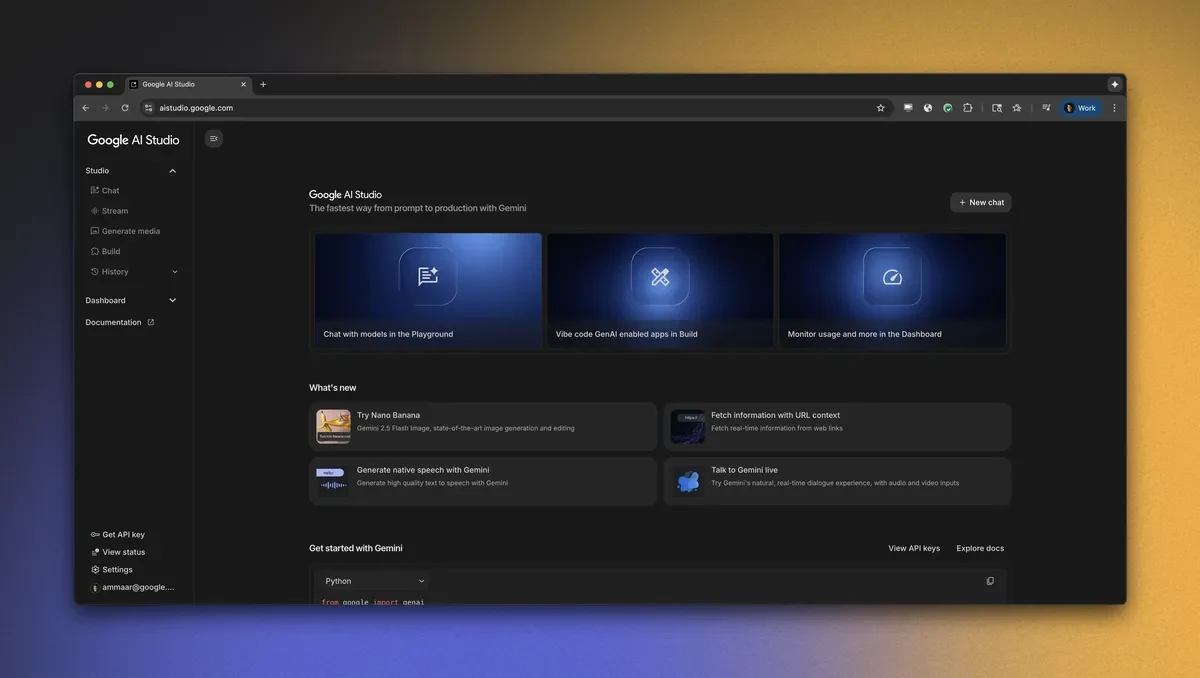 Google AI Studio
aistudio.google.com
Work
Google AI Studio
Studio
Chat
Stream
Generate media
Build
History
Dashboard
Documentation
Get API key
View status
Settings
ammaar@google....
Google AI Studio
The fastest way from prompt to production with Gemini
New chat
Chat with models in the Playground
Vibe code GenAI enabled apps in Build
Monitor usage and more in the Dashboard
What's new
Try Nano Banana
Gemini 2.5 Flash Image, state-of-the-art image generation and editing
Fetch information with URL context
Fetch real-time information from web links
Generate native speech with Gemini
Generate high quality text to speech with Gemini
Talk to Gemini live
Try Gemini's natural, real-time dialogue experience, with audio and video inputs
Get started with Gemini
View API keys
Explore docs
Python
from google import genai